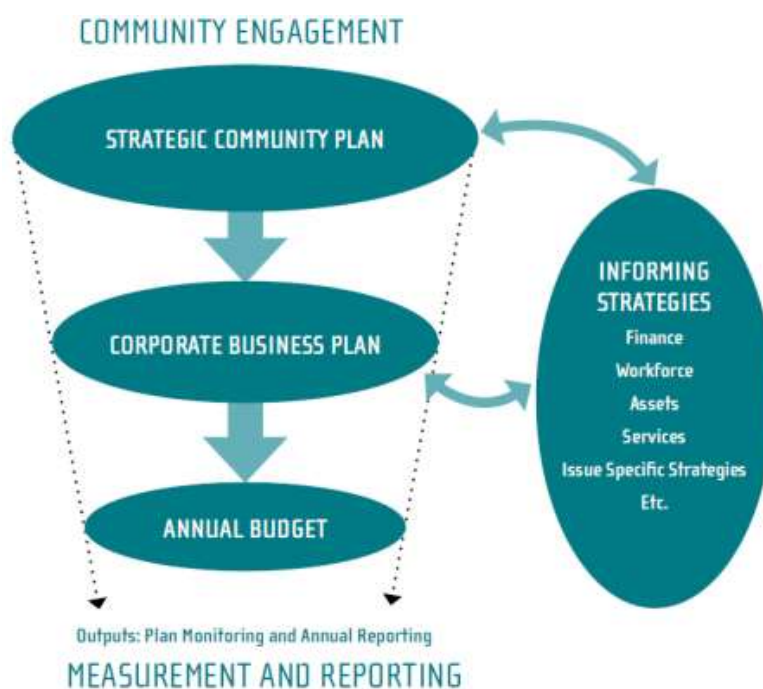 COMMUNITY ENGAGEMENT
STRATEGIC COMMUNITY PLAN
CORPORATE BUSINESS PLAN
ANNUAL BUDGET
INFORMING
STRATEGIES
Finance
Workforce
Assets
Services
Issue Specific Strategies
Etc.
Outputs: Plan Monitoring and Annual Reporting
MEASUREMENT AND REPORTING